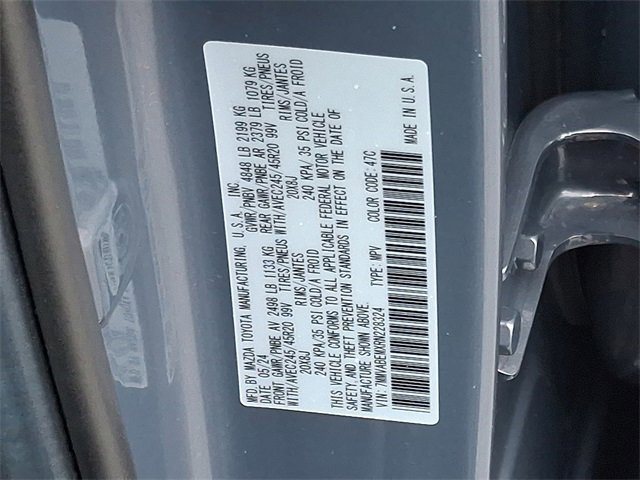 MFD.BY MAZDA TOYOTA MANUFACTURING, U.S.A., INC.
DATE 05/24 GVWR/PNBV 4848 LB 2199 KG
FRONT GAWR/PNBE AV 2498 LB 1133 KG REAR GAWR/PNBE AR 2379 LB 1079 KG
WITH/AVEC245/45R20 99V TIRES/PNEUS WITH/AVEC245/45R20 99V TIRES/PNEUS
20X8J RIMS/JANTES 20X8J RIMS/JANTES
240 KPA/35 PSI COLD/A FROID 240 KPA/35 PSI COLD/A FROID
THIS VEHICLE CONFORMS TO ALL APPLICABLE FEDERAL MOTOR VEHICLE
SAFETY, AND THEFT PREVENTION STANDARDS IN EFFECT ON THE DATE OF
MANUFACTURE SHOWN ABOVE.
VIN: TYPE: MPV COLOR CODE: 47C
MADE IN U.S.A.